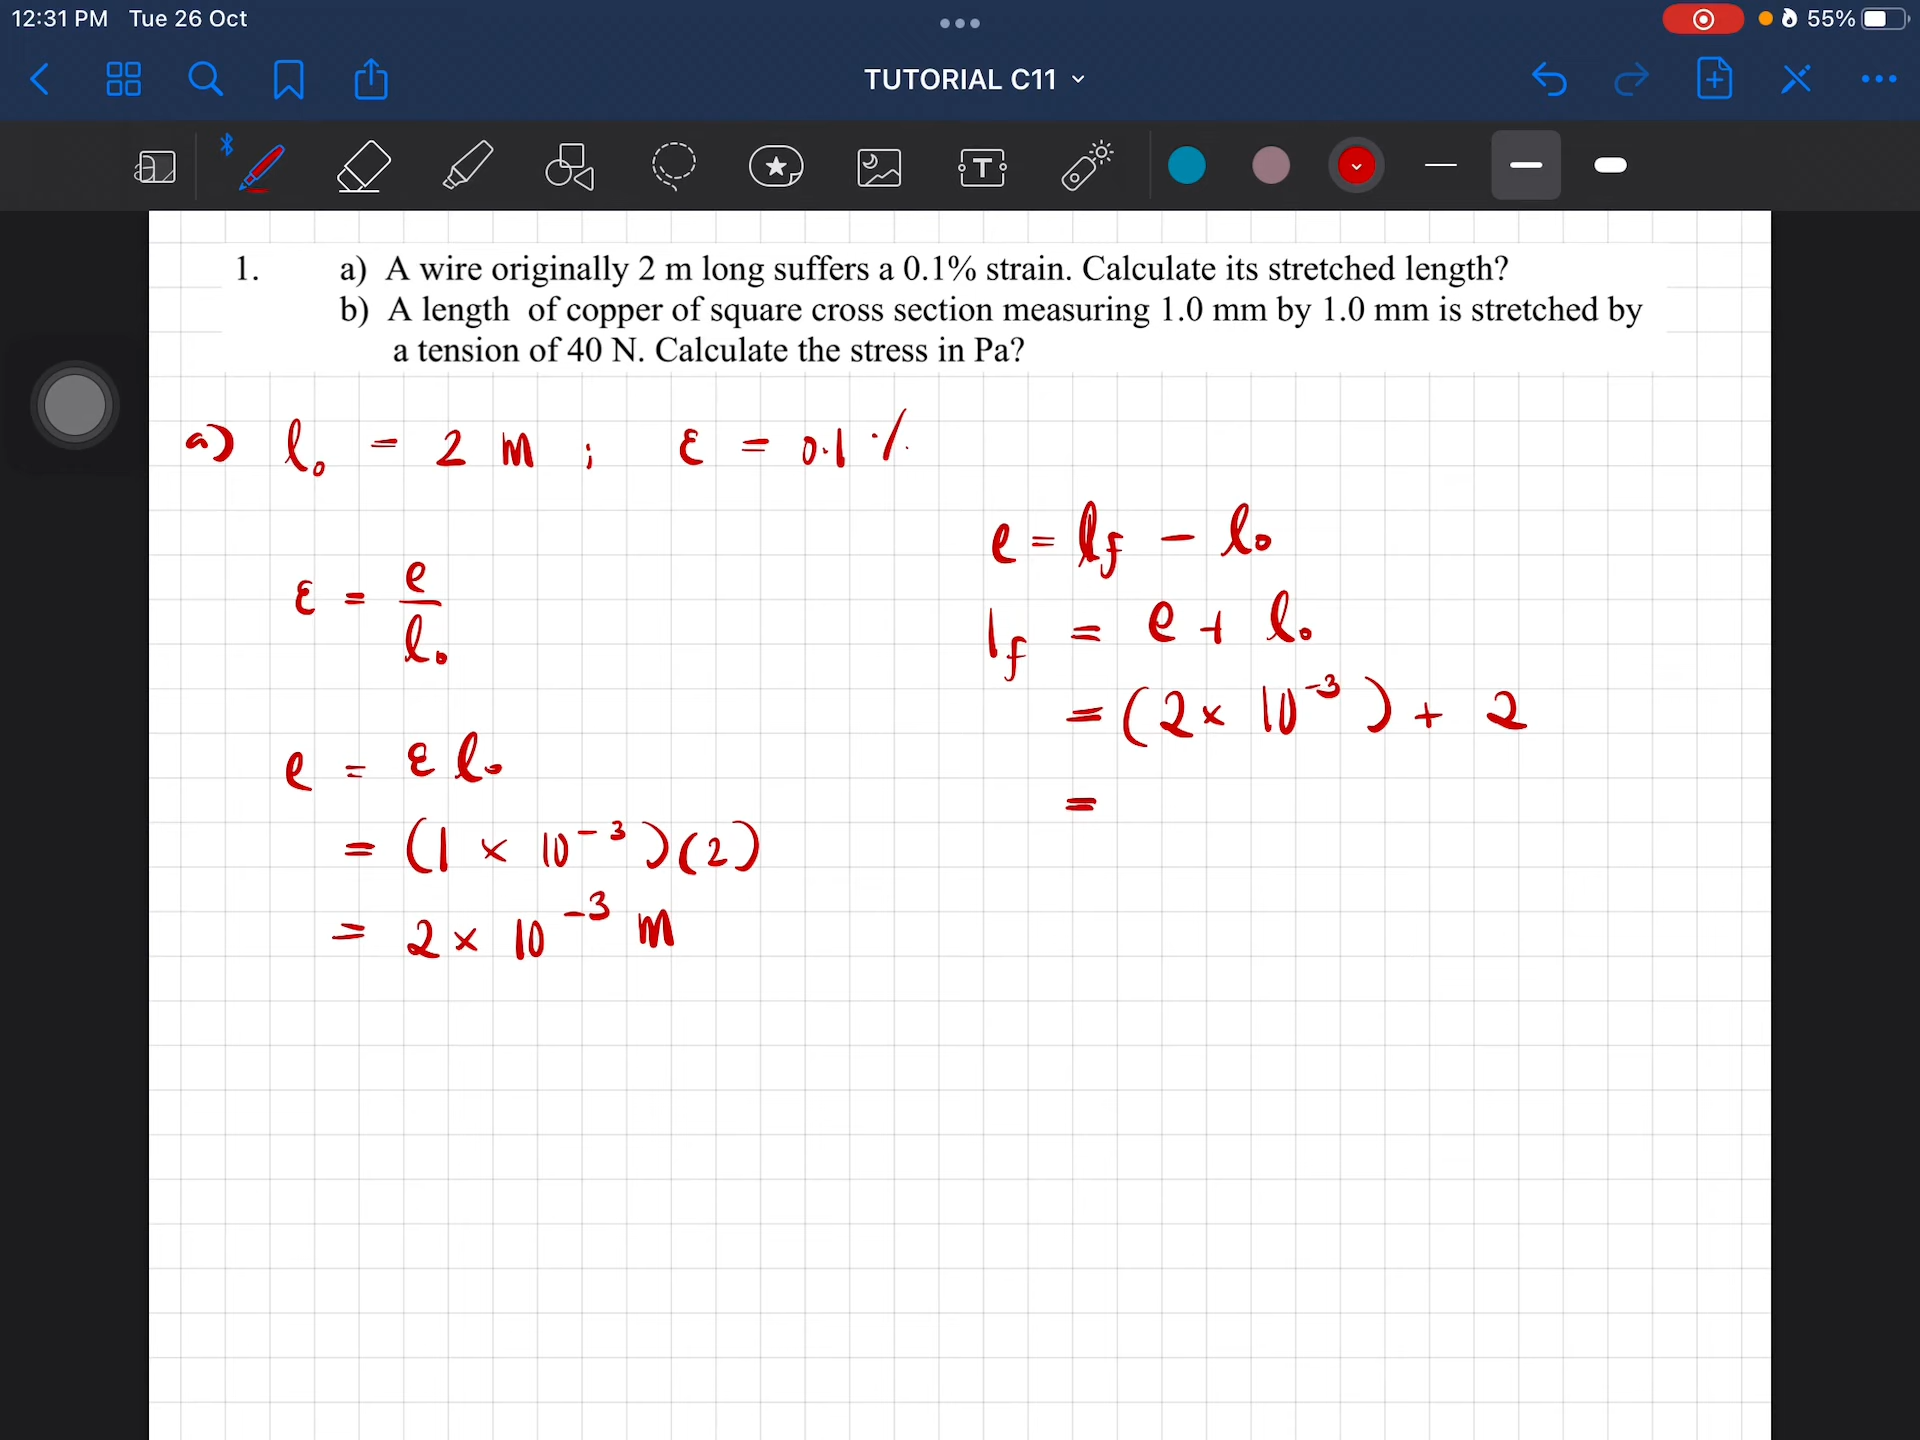 12:31 PM Tue 26 Oct
55%
TUTORIAL C11
T
1. a) A wire originally 2 m long suffers a 0.1% strain. Calculate its stretched length?
b) A length of copper of square cross section measuring 1.0 mm by 1.0 mm is stretched by
a tension of 40 N. Calculate the stress in Pa?
a) l₀ = 2 m ; ε = 0.1 %
ε = e / l₀
e = ε l₀
= (1 × 10⁻³)(2)
= 2 × 10⁻³ m
e = lf − l₀
lf = e + l₀
= (2 × 10⁻³) + 2
=